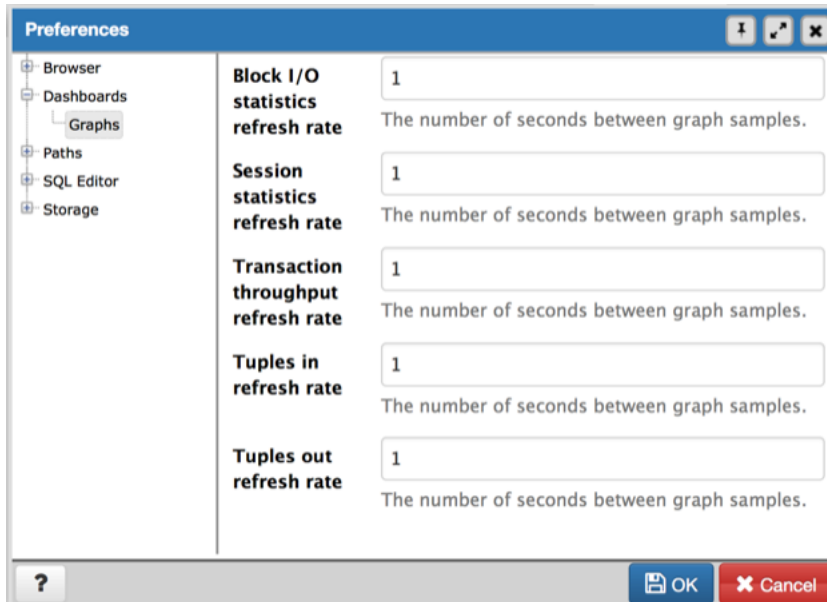 Preferences
Browser
Dashboards
Graphs
Paths
SQL Editor
Storage
Block I/O
statistics
refresh rate
1
The number of seconds between graph samples.
Session
statistics
refresh rate
1
The number of seconds between graph samples.
Transaction
throughput
refresh rate
1
The number of seconds between graph samples.
Tuples in
refresh rate
1
The number of seconds between graph samples.
Tuples out
refresh rate
1
The number of seconds between graph samples.
?
OK
Cancel